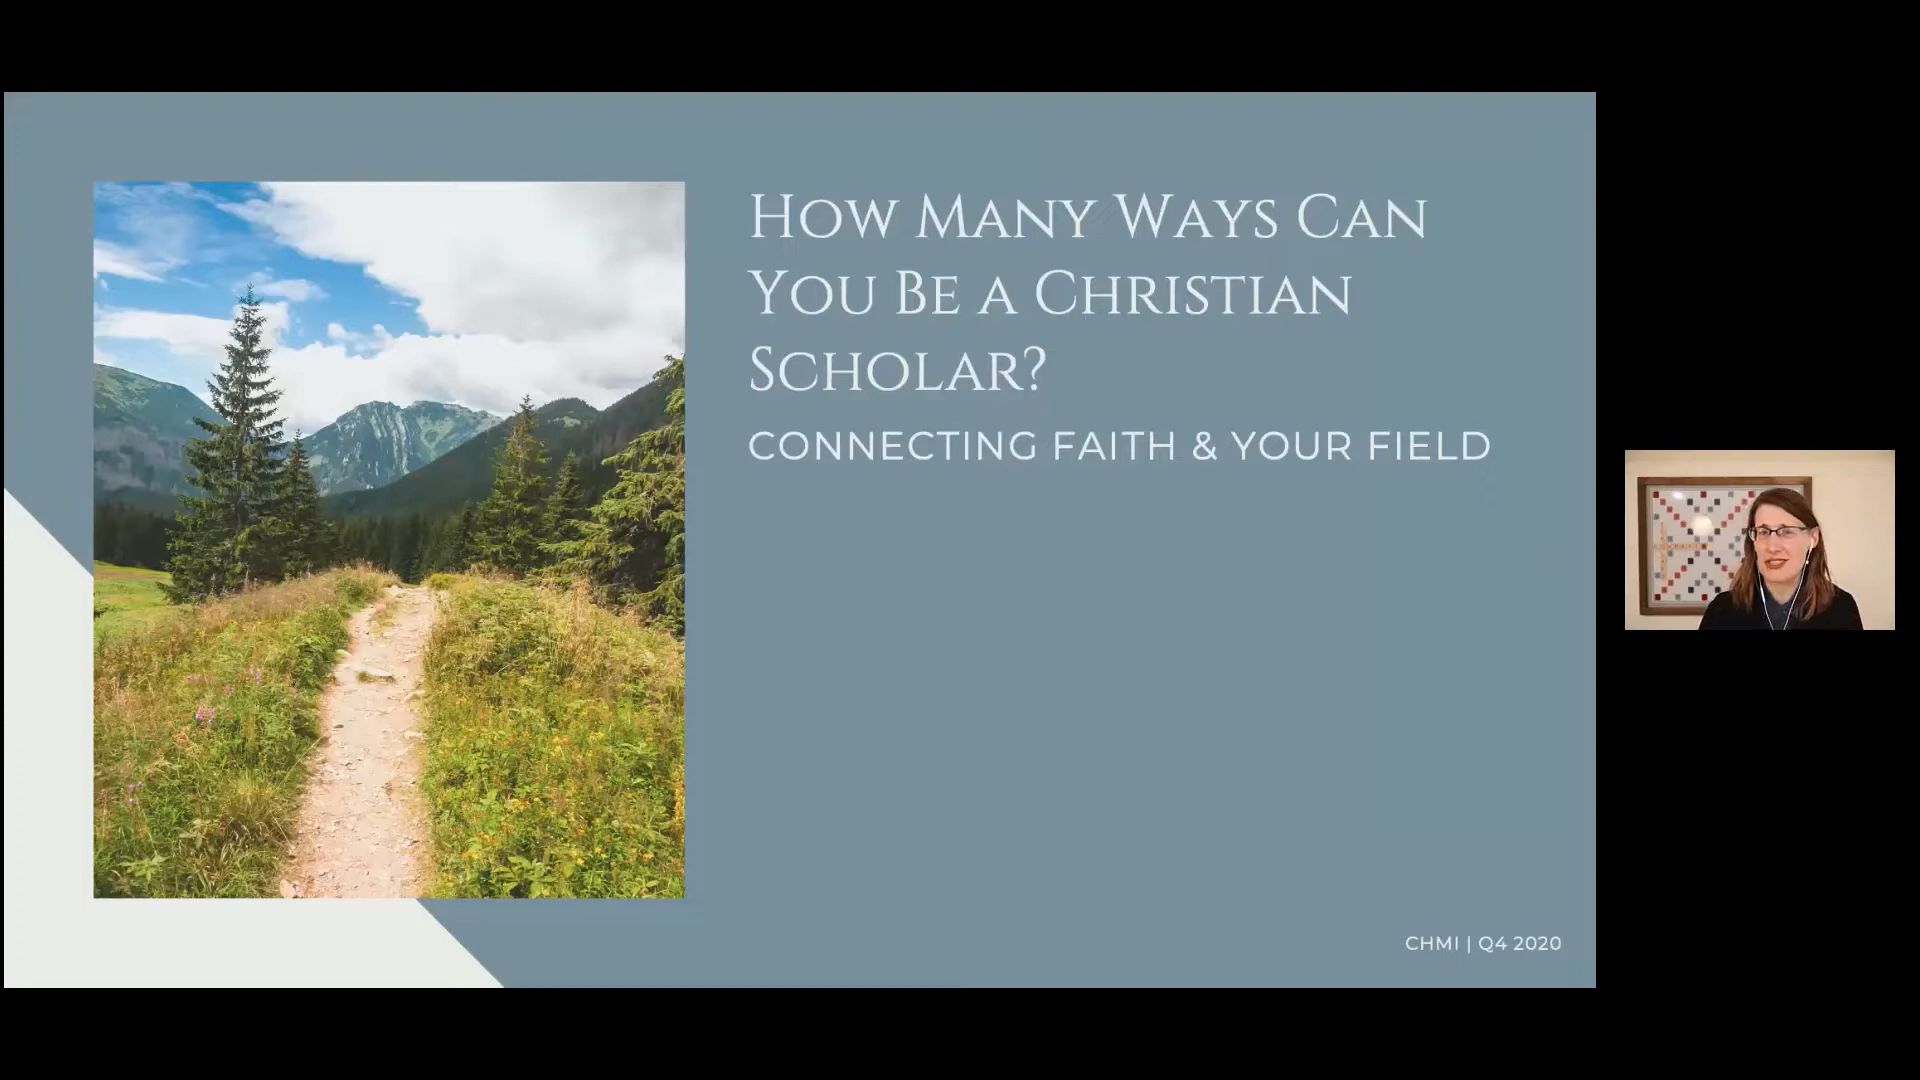 How Many Ways Can
You Be a Christian
Scholar?
CONNECTING FAITH & YOUR FIELD
CHMI | Q4 2020